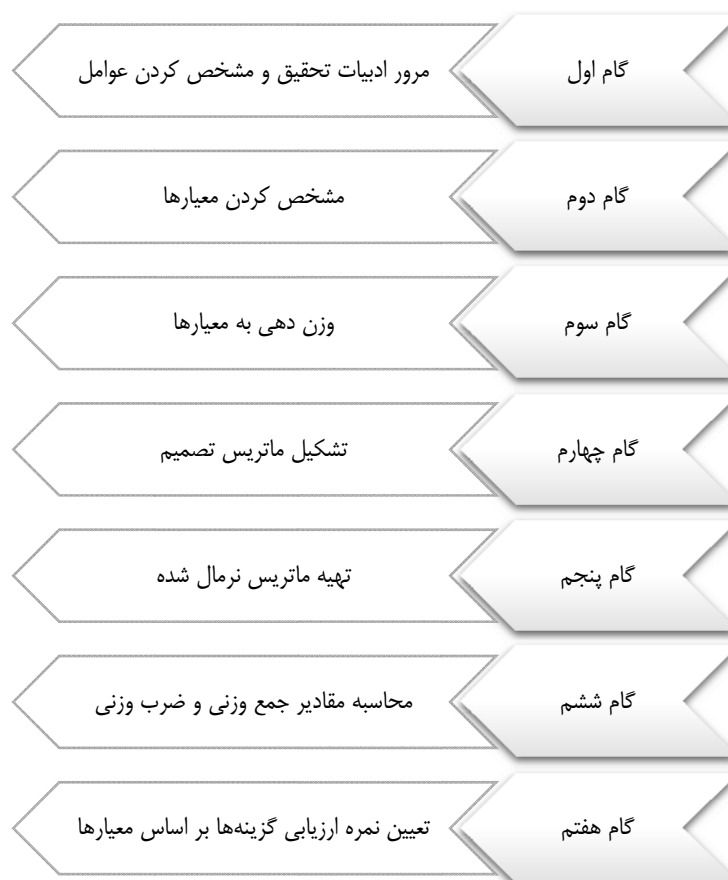 گام اول
مرور ادبیات تحقیق و مشخص کردن عوامل
گام دوم
مشخص کردن معیارها
گام سوم
وزن دهی به معیارها
گام چهارم
تشکیل ماتریس تصمیم
گام پنجم
تهیه ماتریس نرمال شده
گام ششم
محاسبه مقادیر جمع وزنی و ضرب وزنی
گام هفتم
تعیین نمره ارزیابی گزینه‌ها بر اساس معیارها